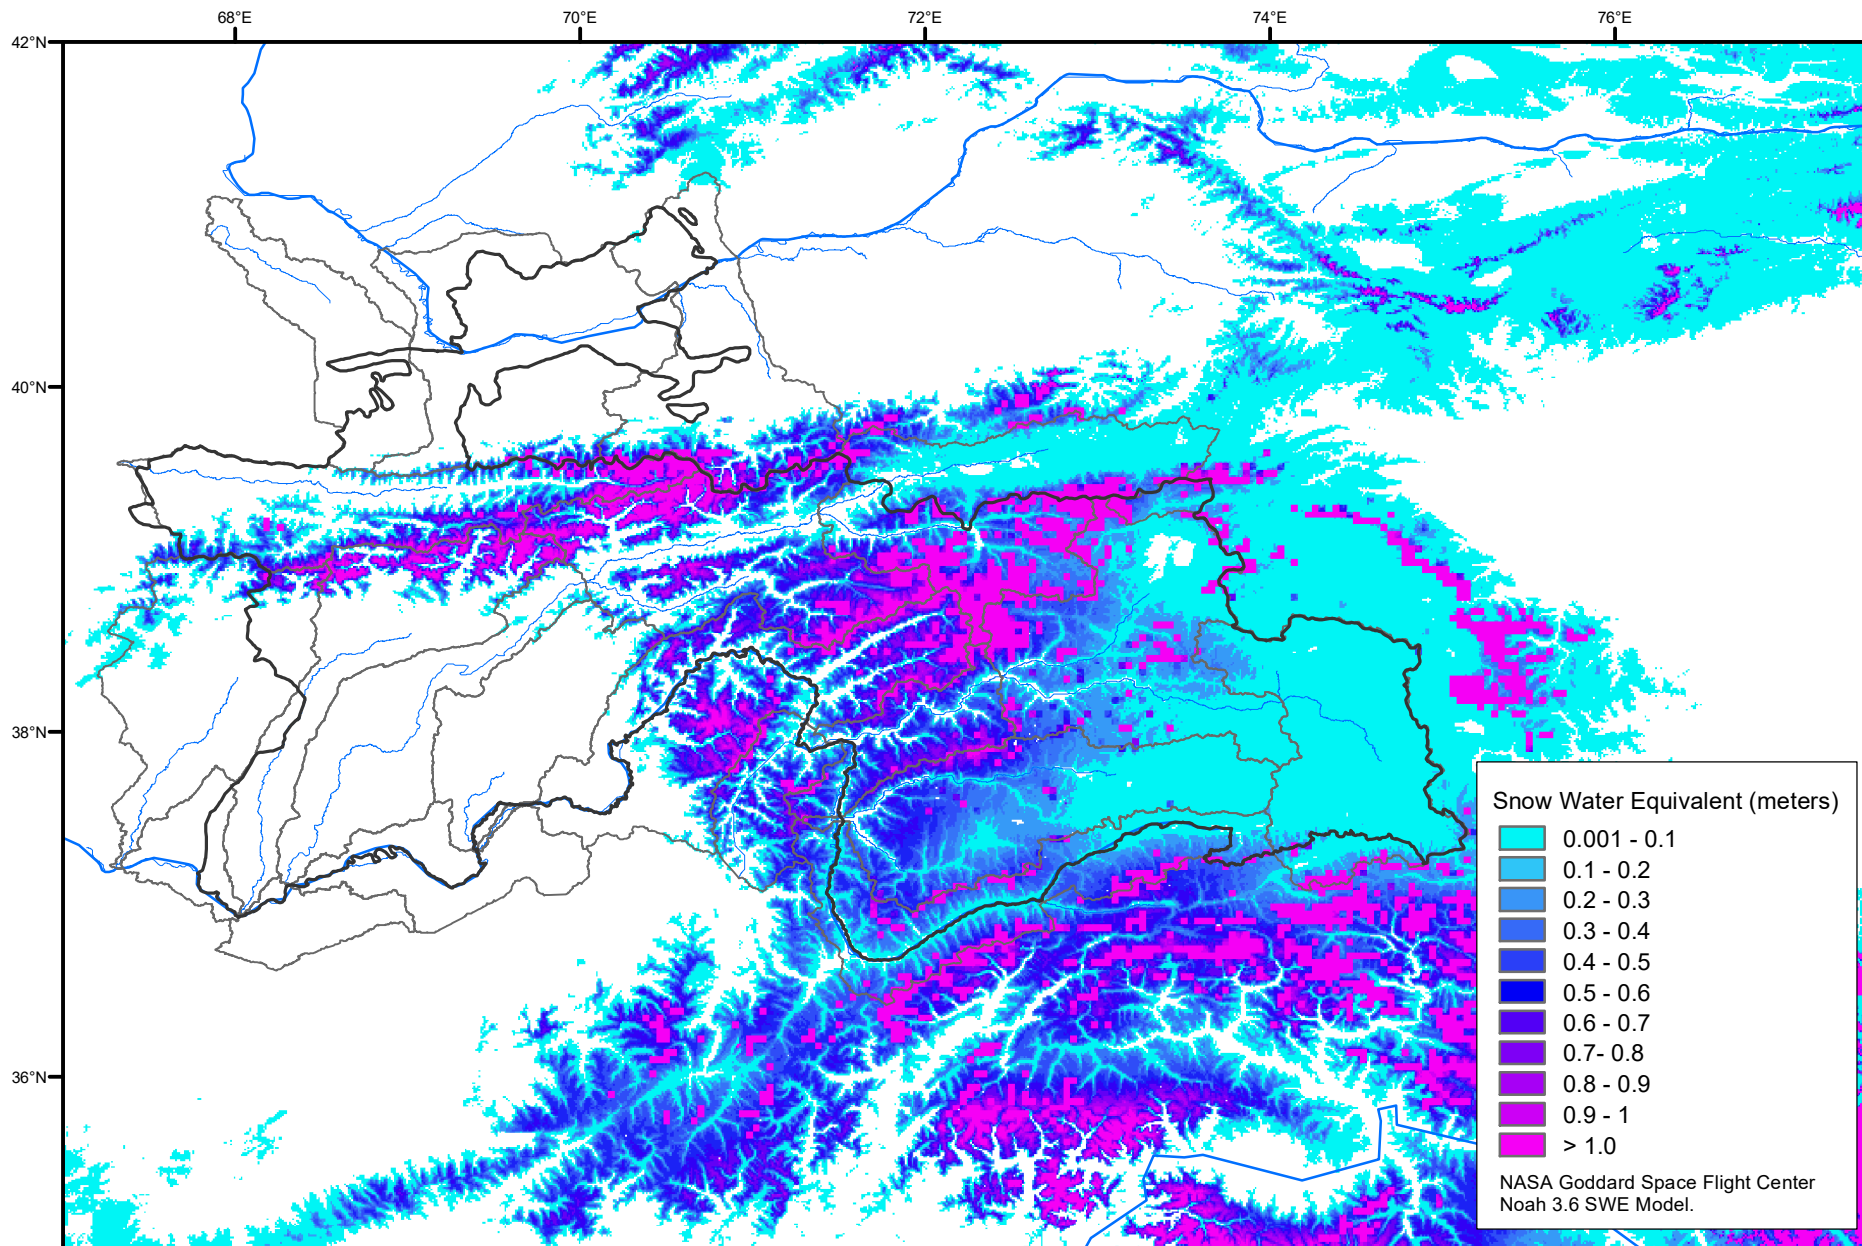 68°E 70°E 72°E 74°E 76°E
42°N
40°N
38°N
36°N
Snow Water Equivalent (meters)
0.001 - 0.1
0.1 - 0.2
0.2 - 0.3
0.3 - 0.4
0.4 - 0.5
0.5 - 0.6
0.6 - 0.7
0.7- 0.8
0.8 - 0.9
0.9 - 1
> 1.0
NASA Goddard Space Flight Center
Noah 3.6 SWE Model.